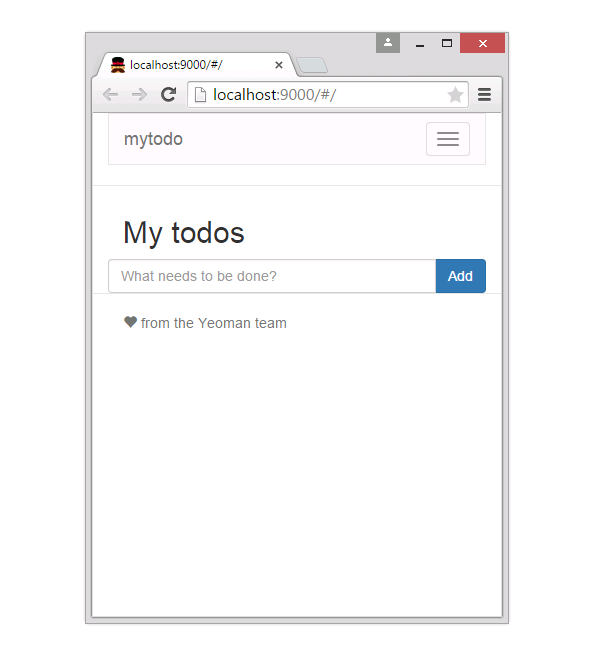 localhost:9000/#/
localhost:9000/#/
mytodo
My todos
What needs to be done? Add
from the Yeoman team